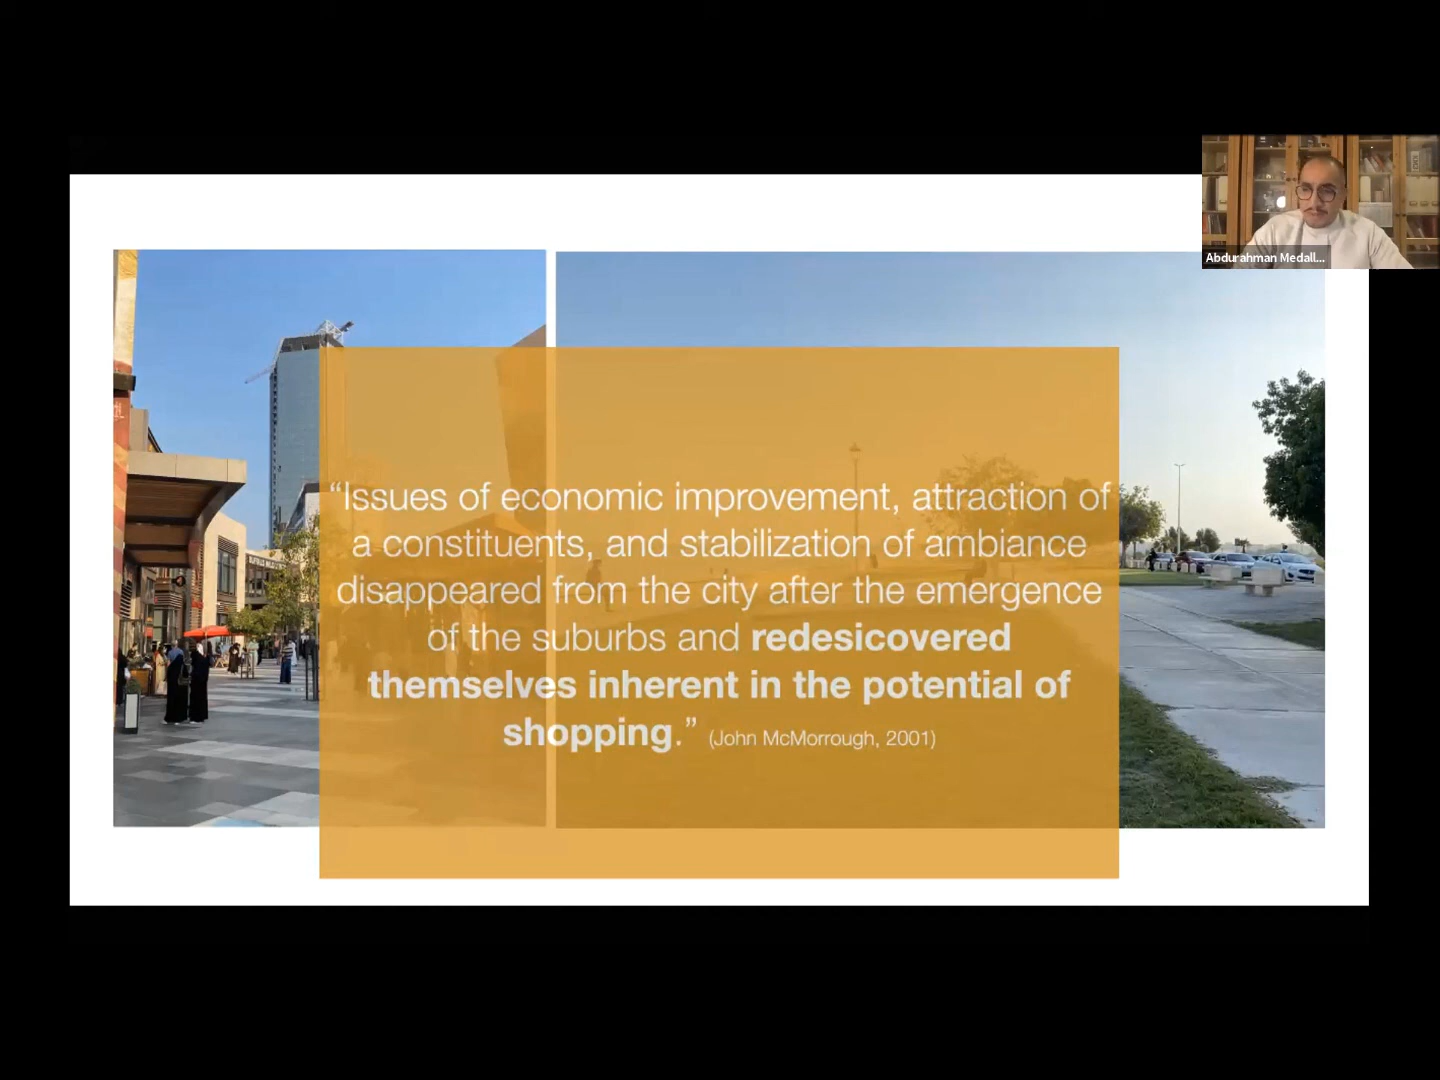 Abdurahman Medall...
“Issues of economic improvement, attraction of
a constituents, and stabilization of ambiance
disappeared from the city after the emergence
of the suburbs and redesicovered
themselves inherent in the potential of
shopping.” (John McMorrough, 2001)